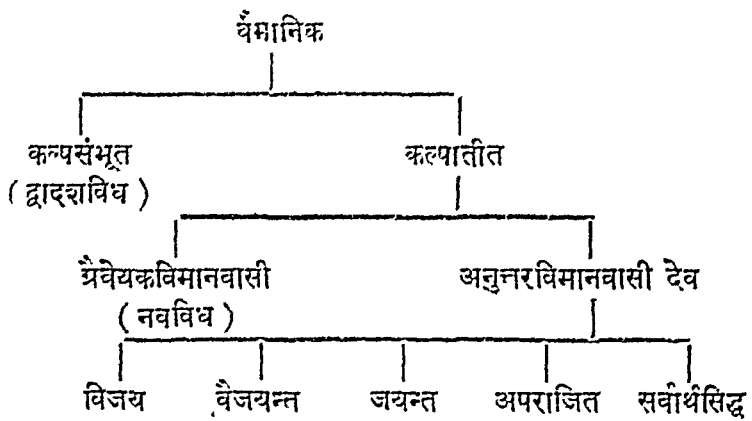 वैमानिक
कल्पसंभूत कल्पातीत
( द्वादशविध )
ग्रैवेयकविमानवासी अनुत्तरविमानवासी देव
( नवविध )
विजय वैजयन्त जयन्त अपराजित सर्वार्थसिद्ध